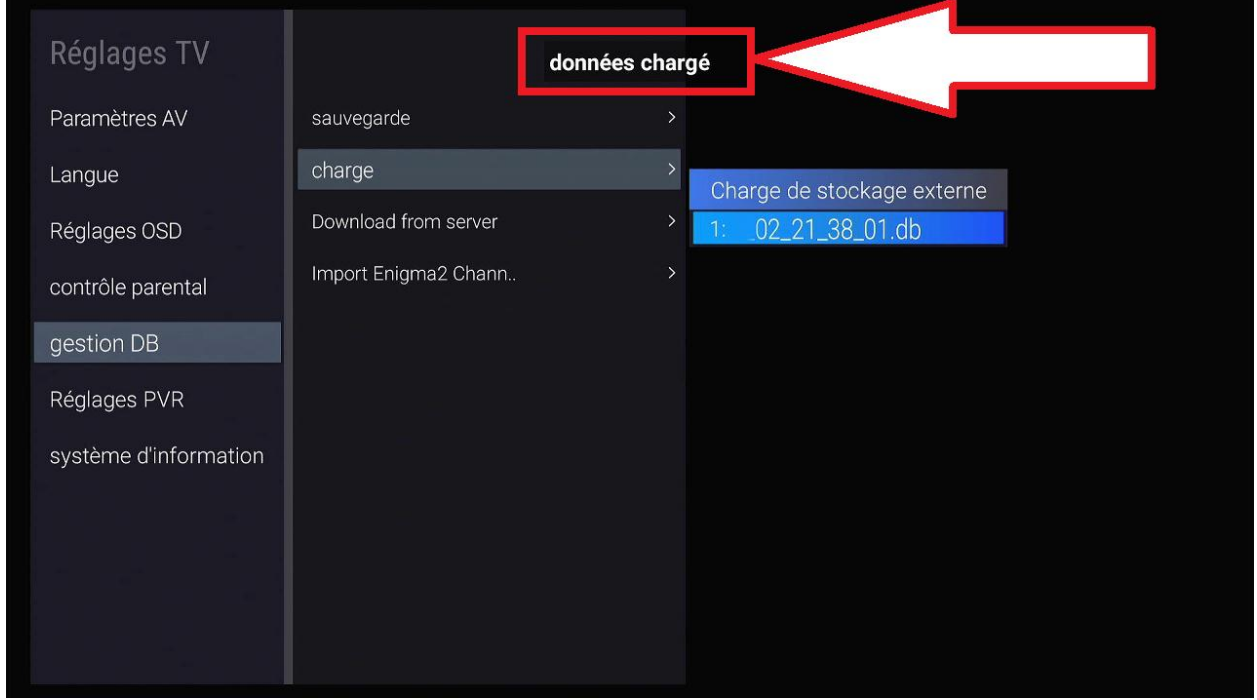 Réglages TV
données chargé
Paramètres AV
Langue
Réglages OSD
contrôle parental
gestion DB
Réglages PVR
système d'information
sauvegarde
charge
Download from server
Import Enigma2 Chann..
Charge de stockage externe
1: _02_21_38_01.db